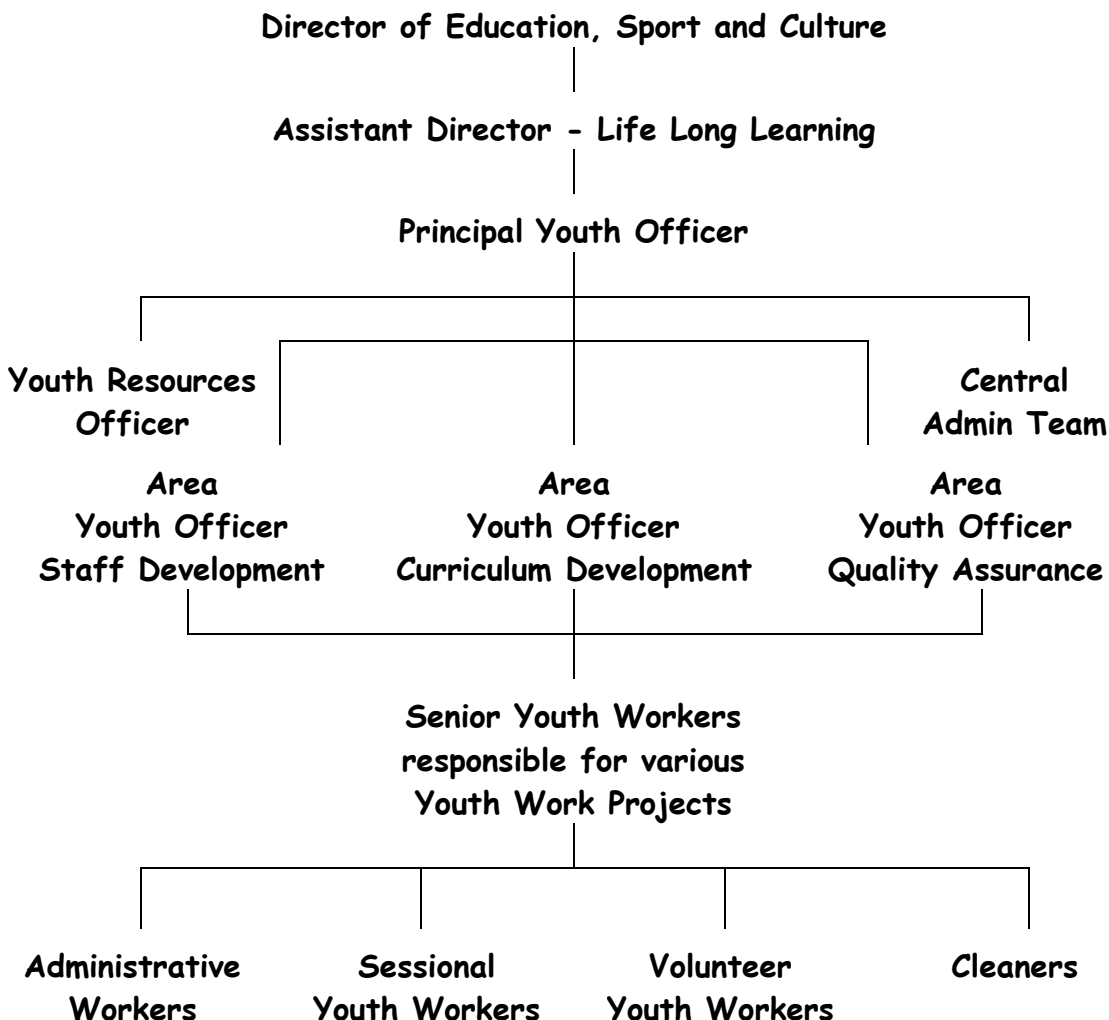 Director of Education, Sport and Culture
Assistant Director - Life Long Learning
Principal Youth Officer
Youth Resources
Officer
Central
Admin Team
Area
Youth Officer
Staff Development
Area
Youth Officer
Curriculum Development
Area
Youth Officer
Quality Assurance
Senior Youth Workers
responsible for various
Youth Work Projects
Administrative
Workers
Sessional
Youth Workers
Volunteer
Youth Workers
Cleaners